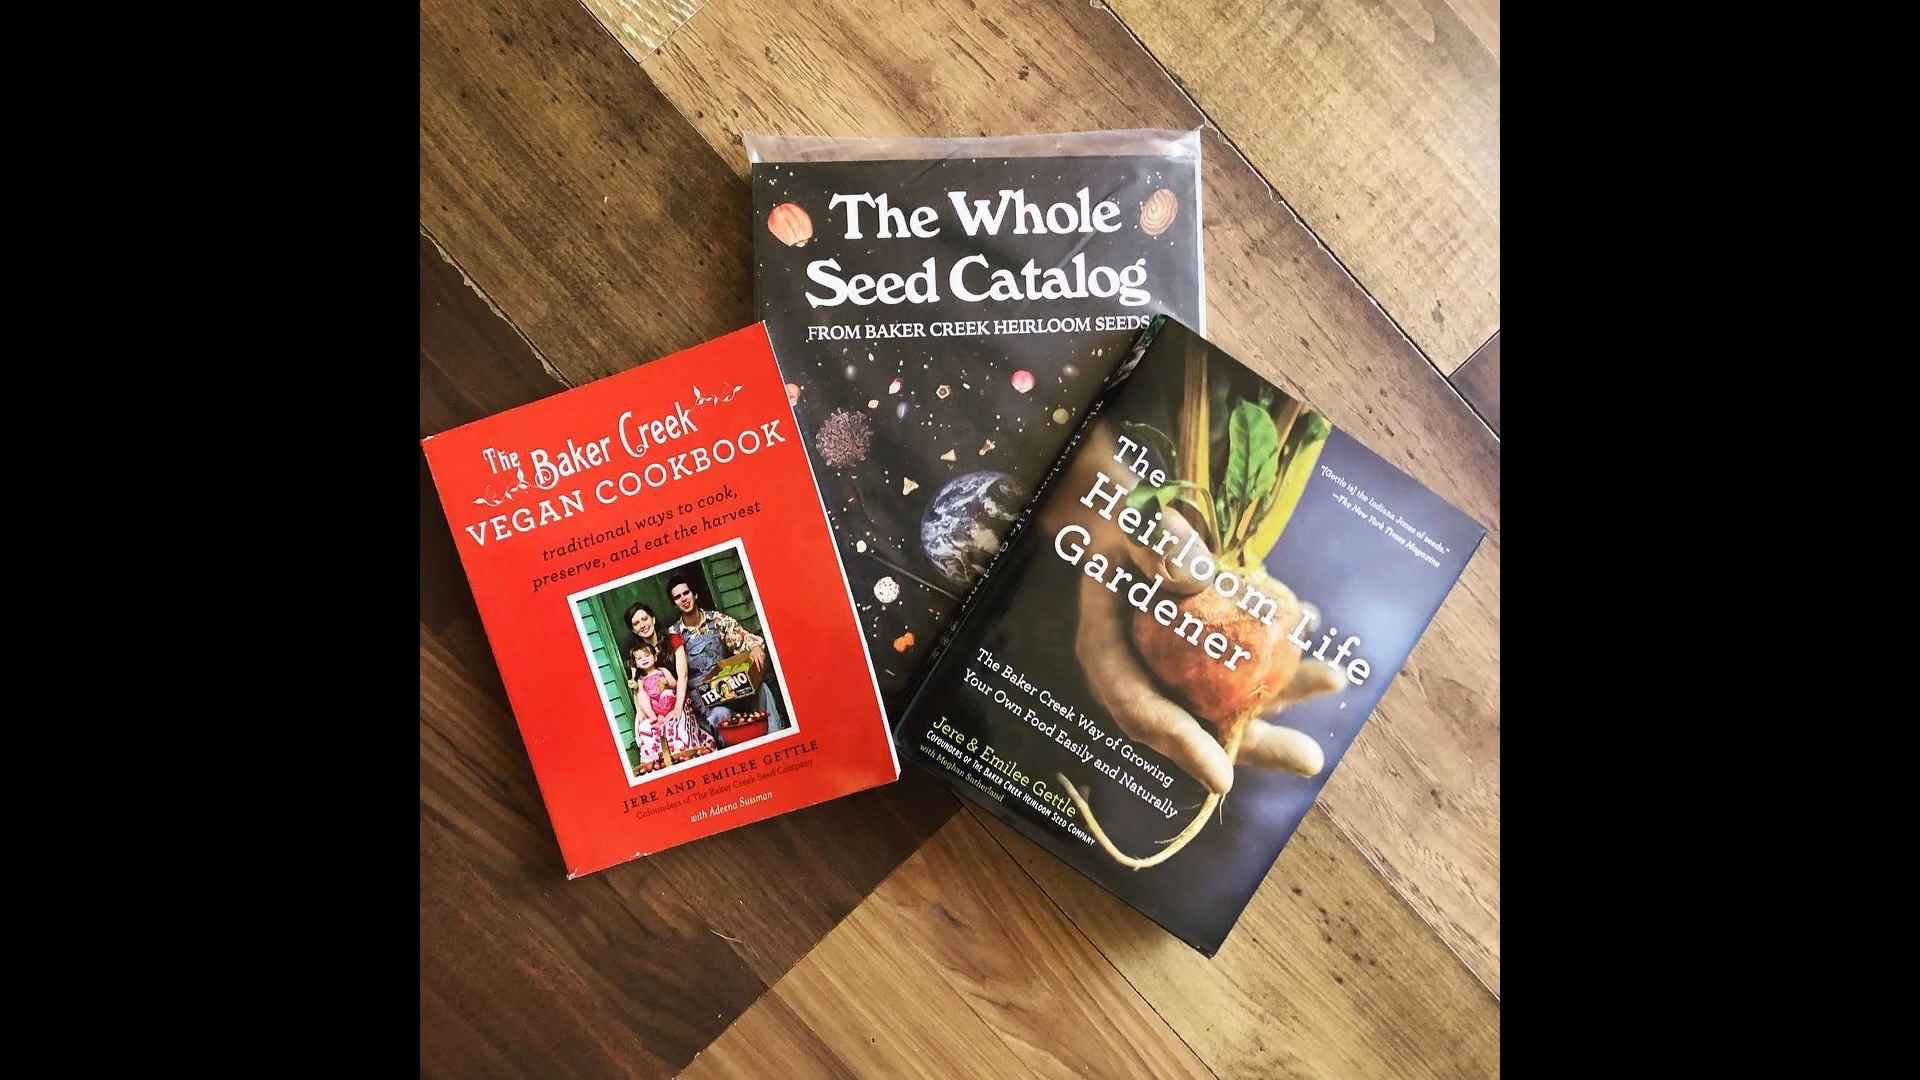 The Whole
Seed Catalog
FROM BAKER CREEK HEIRLOOM SEEDS
The Baker Creek
VEGAN COOKBOOK
traditional ways to cook,
preserve, and eat the harvest
TEX RIO
JERE AND EMILEE GETTLE
Cofounders of The Baker Creek Seed Company
with Adeena Sussman
"[Gettle is] the Indiana Jones of seeds."
—The New York Times Magazine
The
Heirloom Life
Gardener
The Baker Creek Way of Growing
Your Own Food Easily and Naturally
Jere & Emilee Gettle
COFOUNDERS OF THE BAKER CREEK HEIRLOOM SEED COMPANY
with Meghan Sutherland